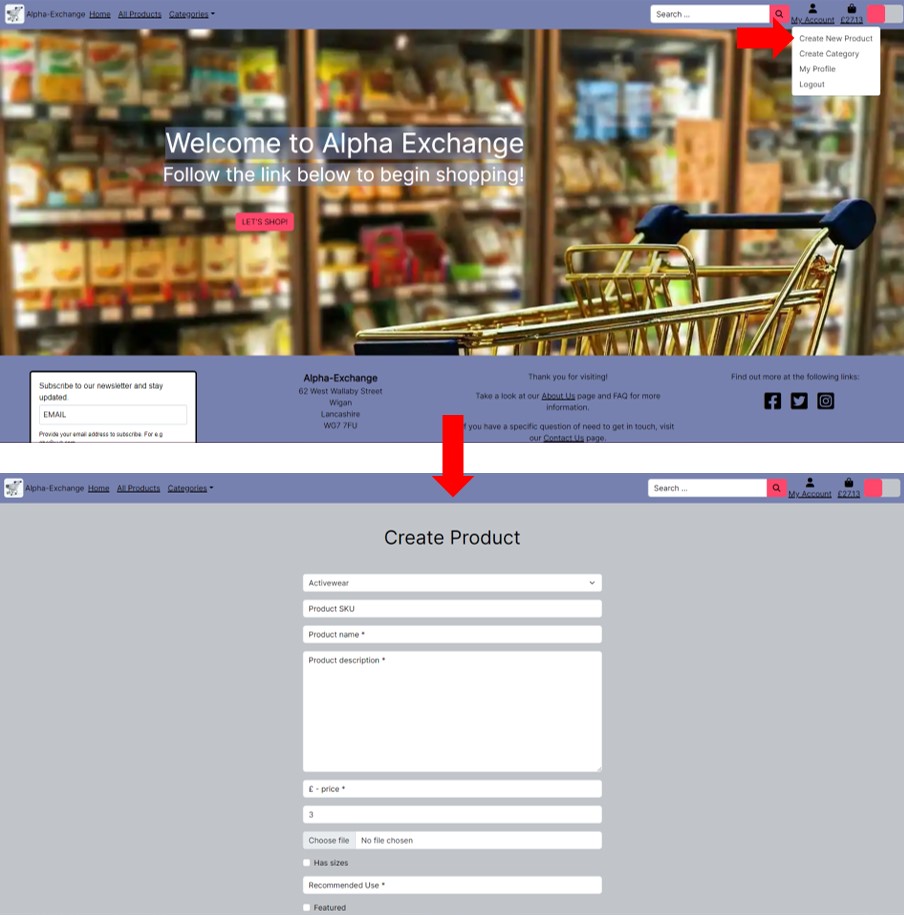 Alpha-Exchange Home All Products Categories
Search ...
My Account £27.13
Create New Product
Create Category
My Profile
Logout
Welcome to Alpha Exchange
Follow the link below to begin shopping!
LET'S SHOP!
Subscribe to our newsletter and stay
updated.
EMAIL
Provide your email address to subscribe. For e.g
Alpha-Exchange
62 West Wallaby Street
Wigan
Lancashire
WG7 7FU
Thank you for visiting!
Take a look at our About Us page and FAQ for more
information.
you have a specific question of need to get in touch, visit
our Contact Us page.
Find out more at the following links:
Alpha-Exchange Home All Products Categories
Search ...
My Account £27.13
Create Product
Activewear
Product SKU
Product name *
Product description *
£ - price *
3
Choose file No file chosen
Has sizes
Recommended Use *
Featured